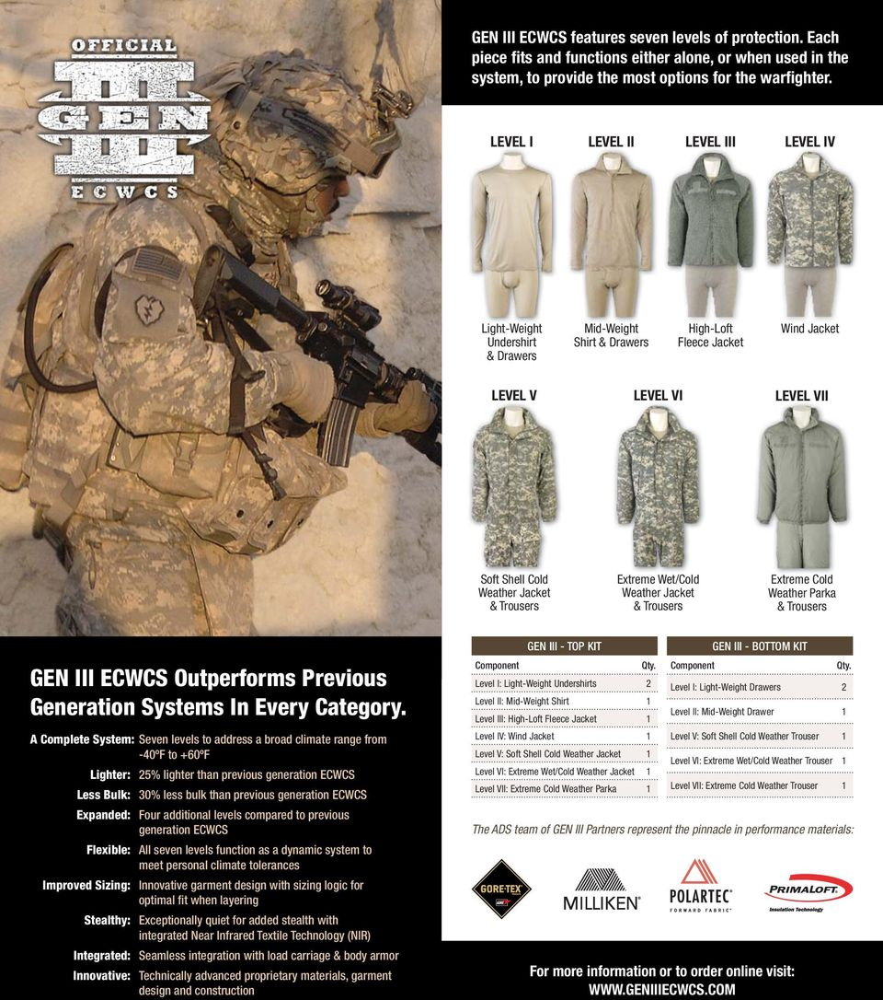 OFFICIAL
GEN
III
ECWCS
GEN III ECWCS features seven levels of protection. Each
piece fits and functions either alone, or when used in the
system, to provide the most options for the warfighter.
LEVEL I
LEVEL II
LEVEL III
LEVEL IV
Light-Weight
Undershirt
& Drawers
Mid-Weight
Shirt & Drawers
High-Loft
Fleece Jacket
Wind Jacket
LEVEL V
LEVEL VI
LEVEL VII
Soft Shell Cold
Weather Jacket
& Trousers
Extreme Wet/Cold
Weather Jacket
& Trousers
Extreme Cold
Weather Parka
& Trousers
GEN III ECWCS Outperforms Previous
Generation Systems In Every Category.
A Complete System: Seven levels to address a broad climate range from
-40ºF to +60ºF
Lighter: 25% lighter than previous generation ECWCS
Less Bulk: 30% less bulk than previous generation ECWCS
Expanded: Four additional levels compared to previous
generation ECWCS
Flexible: All seven levels function as a dynamic system to
meet personal climate tolerances
Improved Sizing: Innovative garment design with sizing logic for
optimal fit when layering
Stealthy: Exceptionally quiet for added stealth with
integrated Near Infrared Textile Technology (NIR)
Integrated: Seamless integration with load carriage & body armor
Innovative: Technically advanced proprietary materials, garment
design and construction
GEN III - TOP KIT
Component Qty.
Level I: Light-Weight Undershirts 2
Level II: Mid-Weight Shirt 1
Level III: High-Loft Fleece Jacket 1
Level IV: Wind Jacket 1
Level V: Soft Shell Cold Weather Jacket 1
Level VI: Extreme Wet/Cold Weather Jacket 1
Level VII: Extreme Cold Weather Parka 1
GEN III - BOTTOM KIT
Component Qty.
Level I: Light-Weight Drawers 2
Level II: Mid-Weight Drawer 1
Level V: Soft Shell Cold Weather Trouser 1
Level VI: Extreme Wet/Cold Weather Trouser 1
Level VII: Extreme Cold Weather Trouser 1
The ADS team of GEN III Partners represent the pinnacle in performance materials:
GORE-TEX
MILLIKEN®
POLARTEC®
FORWARD FABRIC®
PRIMALOFT®
Insulation Technology
For more information or to order online visit:
WWW.GENIIIECWCS.COM